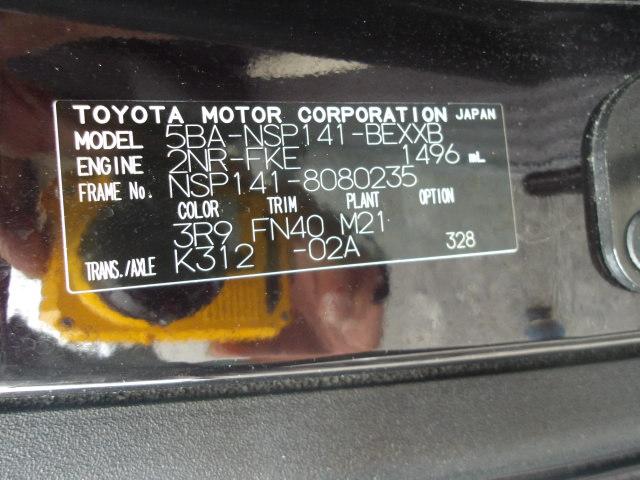 TOYOTA MOTOR CORPORATION JAPAN
MODEL 5BA-NSP141-BEXXB
ENGINE 2NR-FKE 1496 mL
FRAME No. NSP141-8080235
COLOR TRIM PLANT OPTION
3R9 FN40 M21
TRANS./AXLE K312 -02A 328